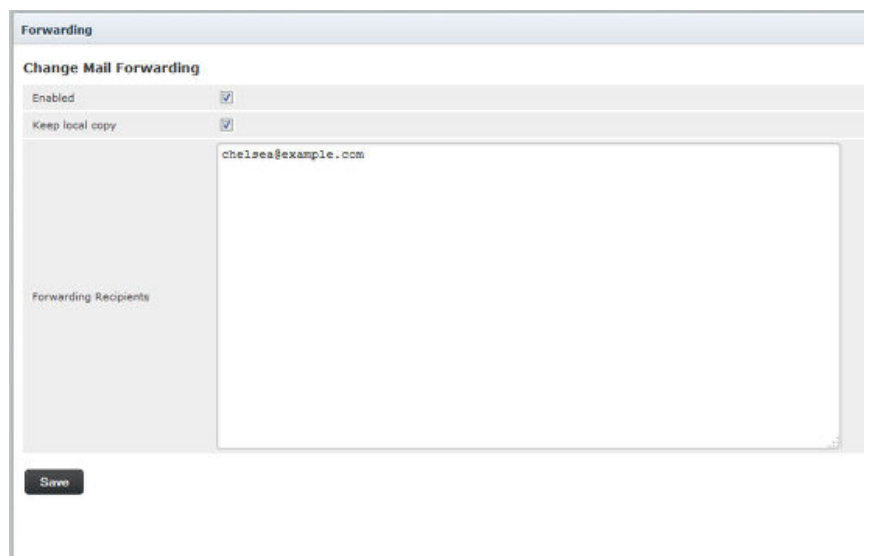 Forwarding
Change Mail Forwarding
Enabled
Keep local copy
chelsea@example.com
Forwarding Recipients
Save